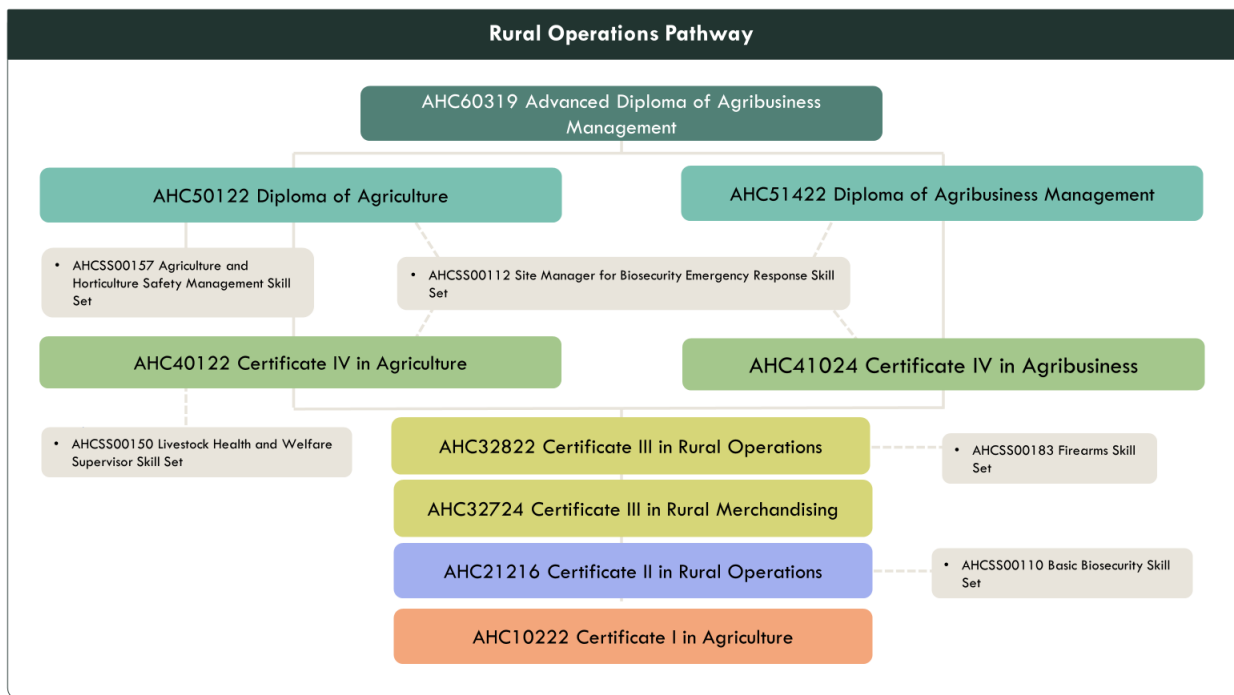 Rural Operations Pathway
AHC60319 Advanced Diploma of Agribusiness
Management
AHC50122 Diploma of Agriculture
AHC51422 Diploma of Agribusiness Management
• AHCSS00157 Agriculture and
Horticulture Safety Management Skill
Set
• AHCSS00112 Site Manager for Biosecurity Emergency Response Skill
Set
AHC40122 Certificate IV in Agriculture
AHC41024 Certificate IV in Agribusiness
• AHCSS00150 Livestock Health and Welfare
Supervisor Skill Set
AHC32822 Certificate III in Rural Operations
• AHCSS00183 Firearms Skill
Set
AHC32724 Certificate III in Rural Merchandising
AHC21216 Certificate II in Rural Operations
• AHCSS00110 Basic Biosecurity Skill
Set
AHC10222 Certificate I in Agriculture